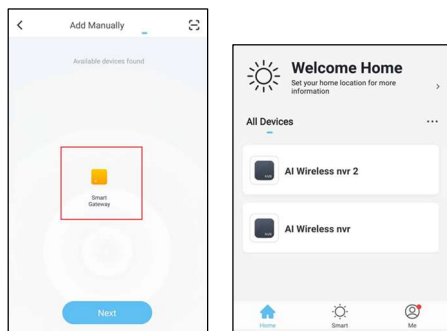 Add Manually
Available devices found
Smart
Gateway
Next
Welcome Home
Set your home location for more
information
All Devices
AI Wireless nvr 2
AI Wireless nvr
Home
Smart
Me